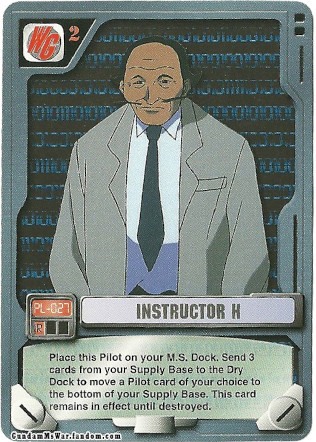 WG 2
PL-027
INSTRUCTOR H
Place this Pilot on your M.S. Dock. Send 3
cards from your Supply Base to the Dry
Dock to move a Pilot card of your choice to
the bottom of your Supply Base. This card
remains in effect until destroyed.
GundamMsWar.fandom.com